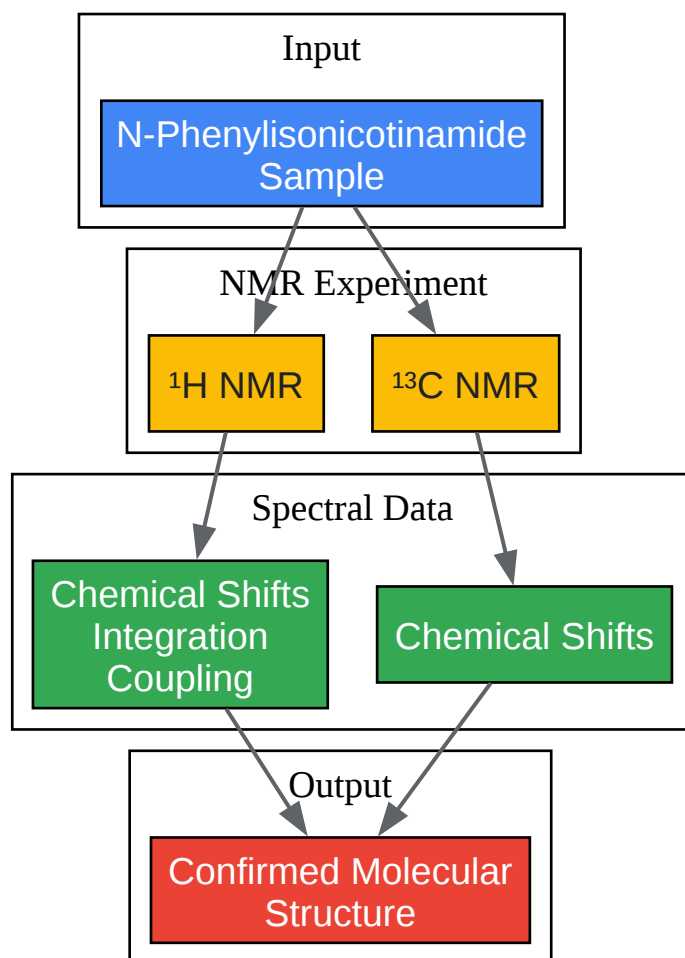 Input
N-Phenylisonicotinamide
Sample
NMR Experiment
¹H NMR
¹³C NMR
Spectral Data
Chemical Shifts
Integration
Coupling
Chemical Shifts
Output
Confirmed Molecular
Structure